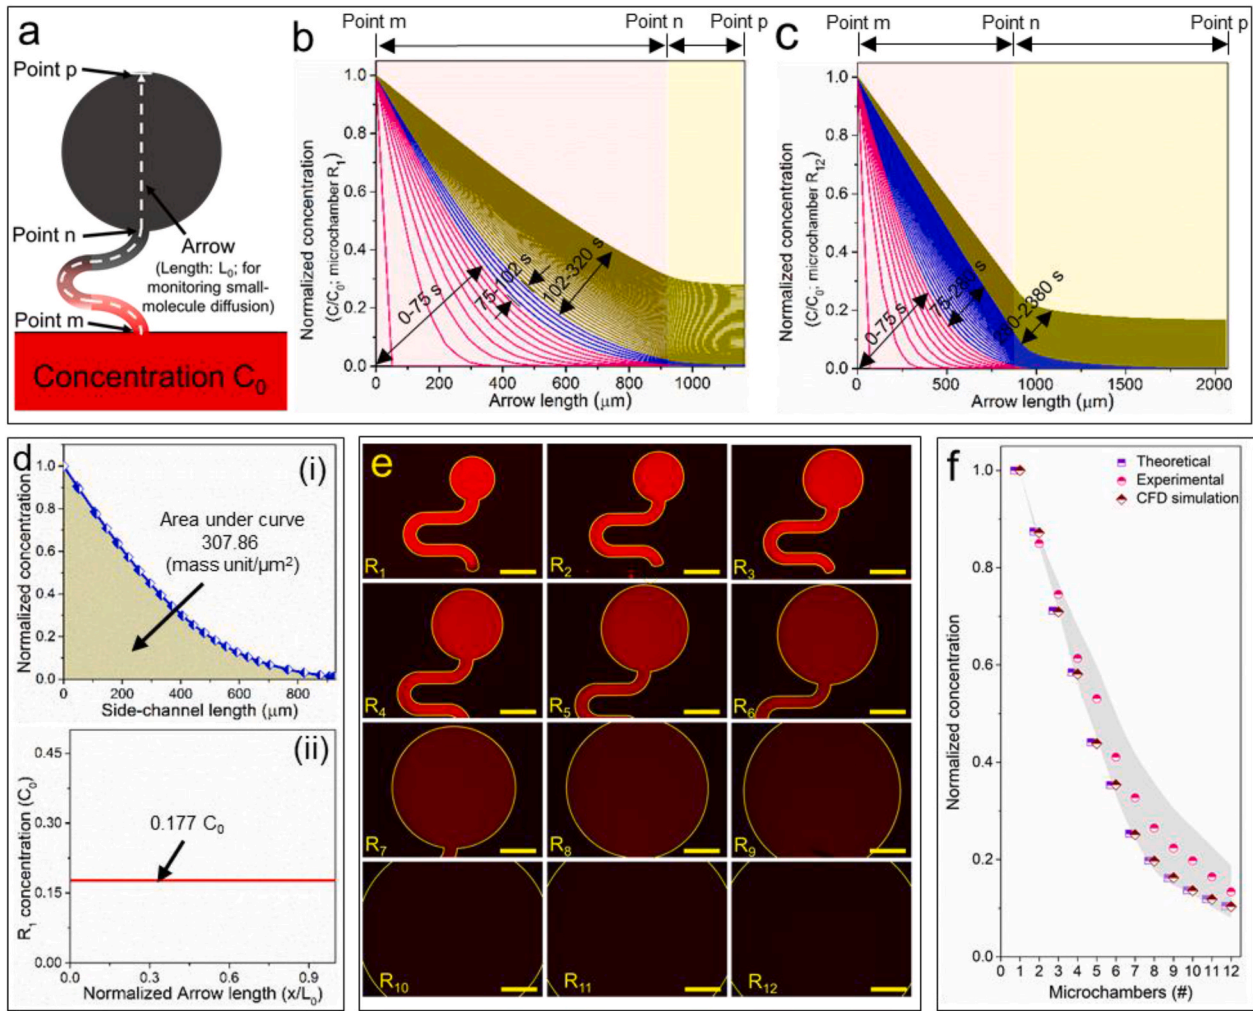 a
Point p
Point n
Arrow
(Length: L0; for
monitoring small-
molecule diffusion)
Point m
Concentration C0
b
Point m
Point n
Point p
Normalized concentration
(C/C0; microchamber R1)
1.0
0.8
0.6
0.4
0.2
0.0
0-75 s
75-102 s
102-320 s
0
200
400
600
800
1000
Arrow length (μm)
c
Point m
Point n
Point p
Normalized concentration
(C/C0; microchamber R12)
1.0
0.8
0.6
0.4
0.2
0.0
0-75 s
0
500
1000
1500
2000
Arrow length (μm)
d
(i)
Normalized concentration
1.0
0.8
0.6
0.4
0.2
0.0
Area under curve
307.86
(mass unit/μm²)
0
200
400
600
800
Side-channel length (μm)
(ii)
R1 concentration (C0)
0.45
0.30
0.15
0.00
0.177 C0
0.0
0.3
0.6
0.9
Normalized Arrow length (x/L0)
e
R1
R2
R3
R4
R5
R6
R7
R8
R9
R10
R11
R12
f
Theoretical
Experimental
CFD simulation
Normalized concentration
1.0
0.8
0.6
0.4
0.2
0.0
0 1 2 3 4 5 6 7 8 9 10 11 12
Microchambers (#)